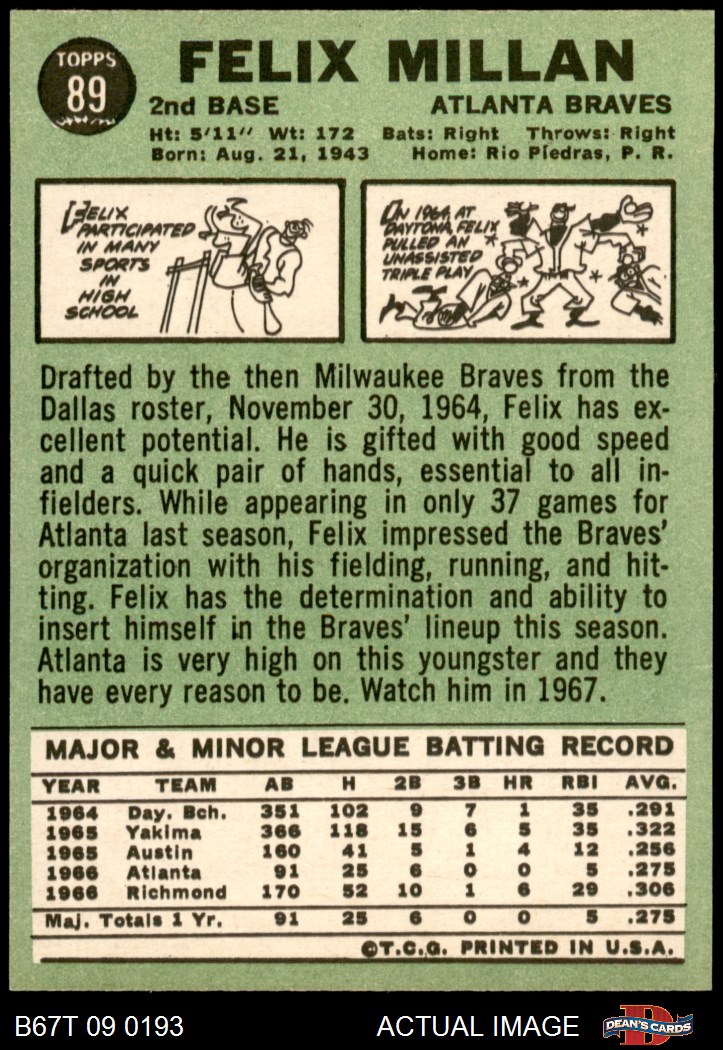 TOPPS
89
FELIX MILLAN
2nd BASE ATLANTA BRAVES
Ht: 5'11" Wt: 172 Bats: Right Throws: Right
Born: Aug. 21, 1943 Home: Rio Piedras, P. R.
FELIX
PARTICIPATED
IN MANY
SPORTS
IN
HIGH
SCHOOL
IN 1964, AT
DAYTONA, FELIX
PULLED AN
UNASSISTED
TRIPLE PLAY
Drafted by the then Milwaukee Braves from the
Dallas roster, November 30, 1964, Felix has ex-
cellent potential. He is gifted with good speed
and a quick pair of hands, essential to all in-
fielders. While appearing in only 37 games for
Atlanta last season, Felix impressed the Braves'
organization with his fielding, running, and hit-
ting. Felix has the determination and ability to
insert himself in the Braves' lineup this season.
Atlanta is very high on this youngster and they
have every reason to be. Watch him in 1967.
MAJOR & MINOR LEAGUE BATTING RECORD
YEAR TEAM AB H 2B 3B HR RBI AVG.
1964 Day. Bch. 351 102 9 7 1 35 .291
1965 Yakima 366 118 15 6 5 35 .322
1965 Austin 160 41 5 1 4 12 .256
1966 Atlanta 91 25 6 0 0 5 .275
1966 Richmond 170 52 10 1 6 29 .306
Maj. Totals 1 Yr. 91 25 6 0 0 5 .275
©T.C.G. PRINTED IN U.S.A.
B67T 09 0193 ACTUAL IMAGE D DEAN'S CARDS